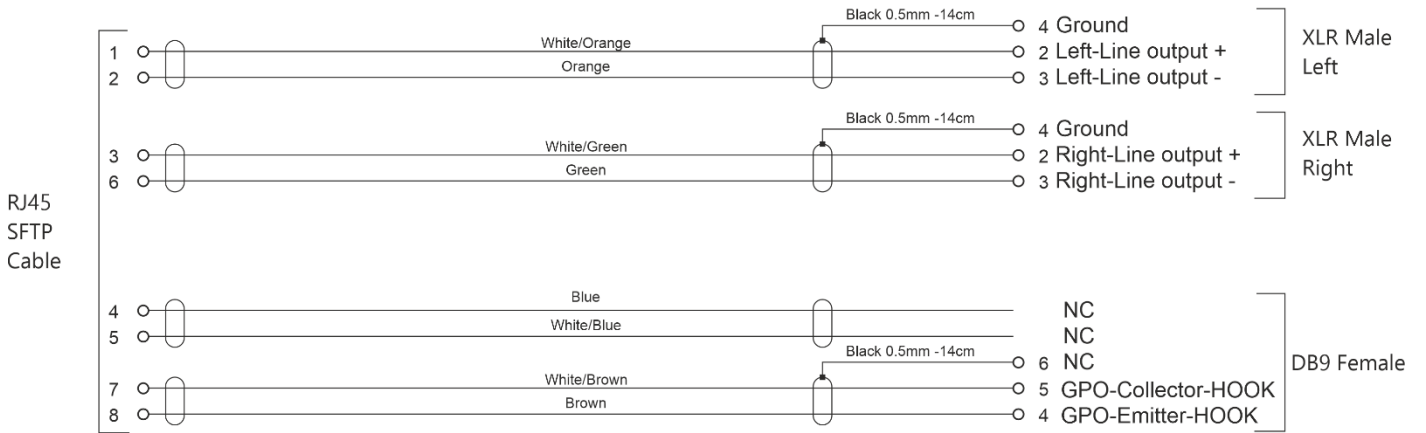 Black 0.5mm -14cm
4 Ground
1 White/Orange 2 Left-Line output +
2 Orange 3 Left-Line output -
XLR Male
Left
Black 0.5mm -14cm
4 Ground
3 White/Green 2 Right-Line output +
6 Green 3 Right-Line output -
XLR Male
Right
RJ45
SFTP
Cable
4 Blue NC
5 White/Blue NC
Black 0.5mm -14cm
6 NC
7 White/Brown 5 GPO-Collector-HOOK
8 Brown 4 GPO-Emitter-HOOK
DB9 Female